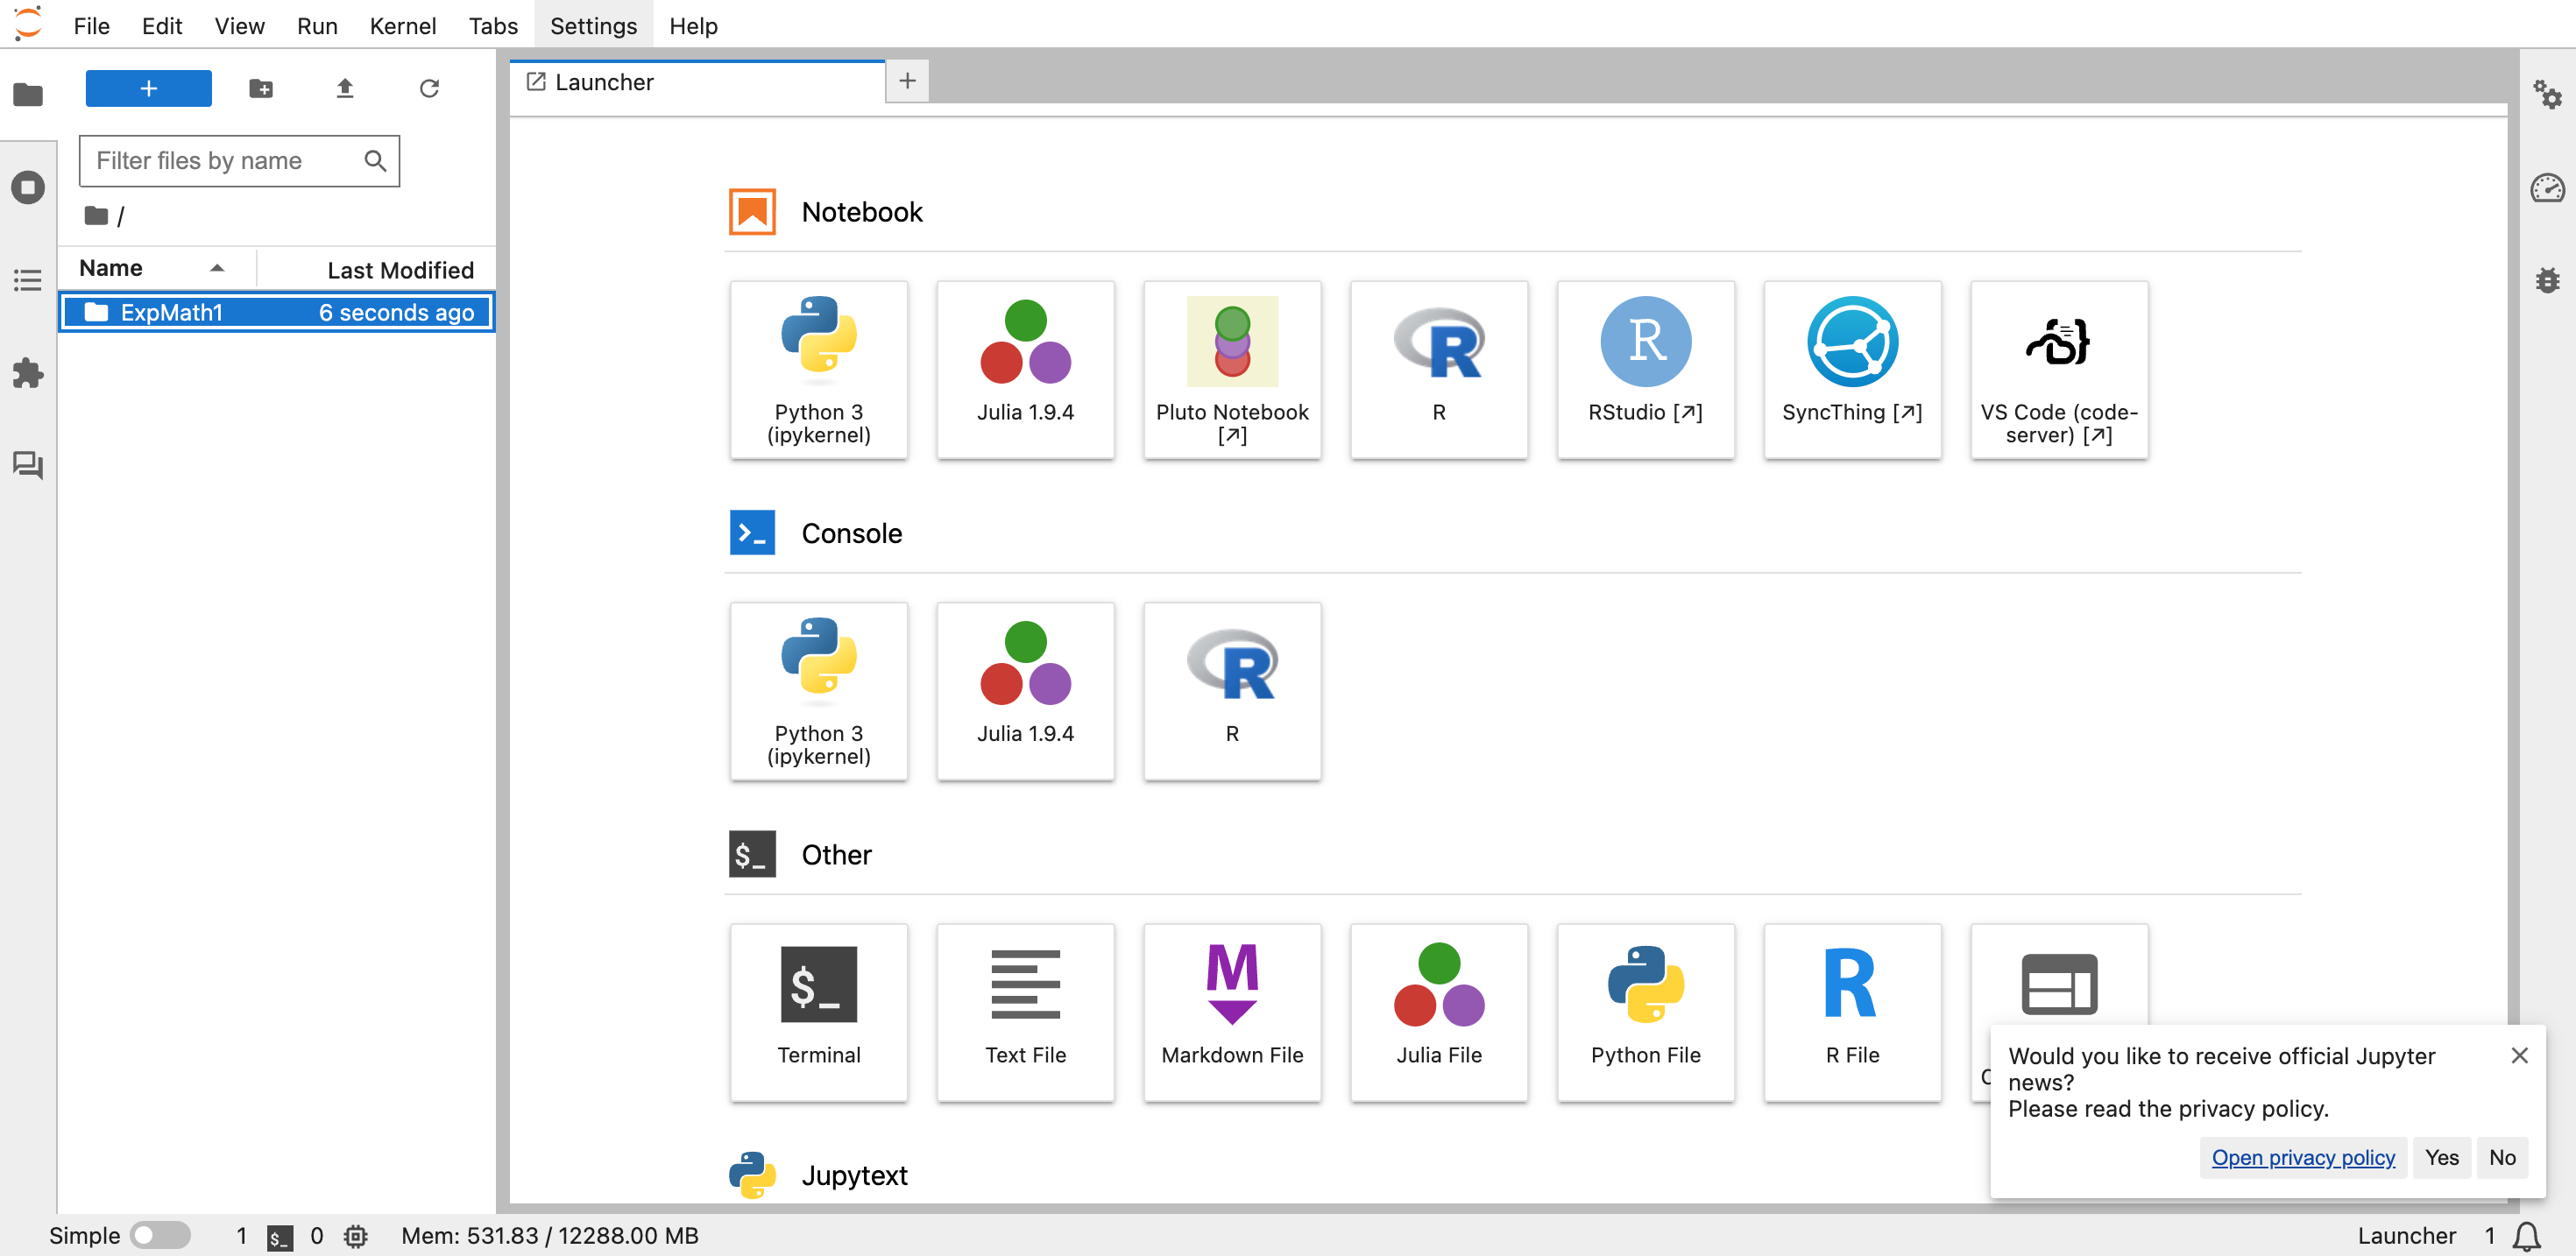 File Edit View Run Kernel Tabs Settings Help
Launcher
Filter files by name
/
Name Last Modified
ExpMath1 6 seconds ago
Notebook
Python 3
(ipykernel)
Julia 1.9.4
Pluto Notebook
[↗]
R
RStudio [↗]
SyncThing [↗]
VS Code (code-
server) [↗]
Console
Python 3
(ipykernel)
Julia 1.9.4
R
$_ Other
$_
Terminal
Text File
Markdown File
Julia File
Python File
R File
Would you like to receive official Jupyter
news?
Please read the privacy policy.
Open privacy policy Yes No
Jupytext
Simple 1 $_ 0 Mem: 531.83 / 12288.00 MB Launcher 1